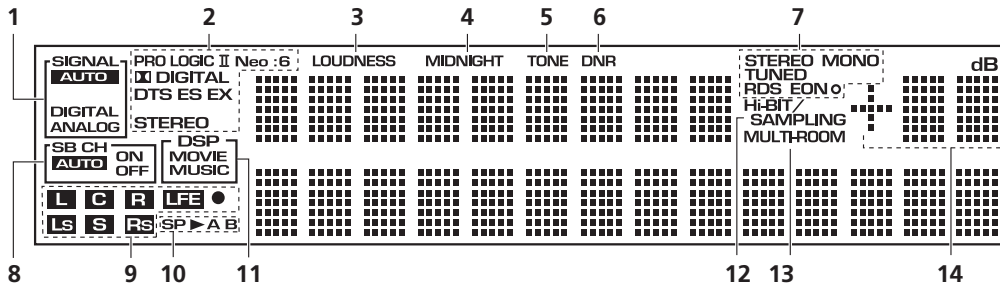 1 2 3 4 5 6 7
SIGNAL PRO LOGIC II Neo :6 LOUDNESS MIDNIGHT TONE DNR STEREO MONO dB
AUTO DIGITAL TUNED
DTS ES EX RDS EON
DIGITAL Hi-BIT
ANALOG STEREO SAMPLING
SB CH DSP MULTI-ROOM
AUTO ON MOVIE
OFF MUSIC
L C R LFE
Ls S Rs SP ▶ A B
8 9 10 11 12 13 14